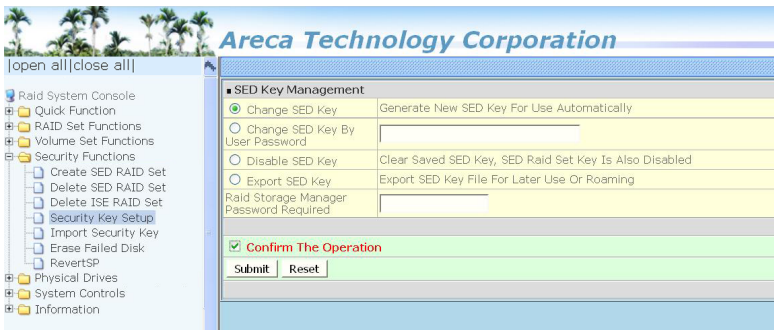 Areca Technology Corporation
|open all|close all|
Raid System Console
Quick Function
RAID Set Functions
Volume Set Functions
Security Functions
Create SED RAID Set
Delete SED RAID Set
Delete ISE RAID Set
Security Key Setup
Import Security Key
Erase Failed Disk
RevertSP
Physical Drives
System Controls
Information
SED Key Management
Change SED Key Generate New SED Key For Use Automatically
Change SED Key By
User Password
Disable SED Key Clear Saved SED Key, SED Raid Set Key Is Also Disabled
Export SED Key Export SED Key File For Later Use Or Roaming
Raid Storage Manager
Password Required
Confirm The Operation
Submit Reset